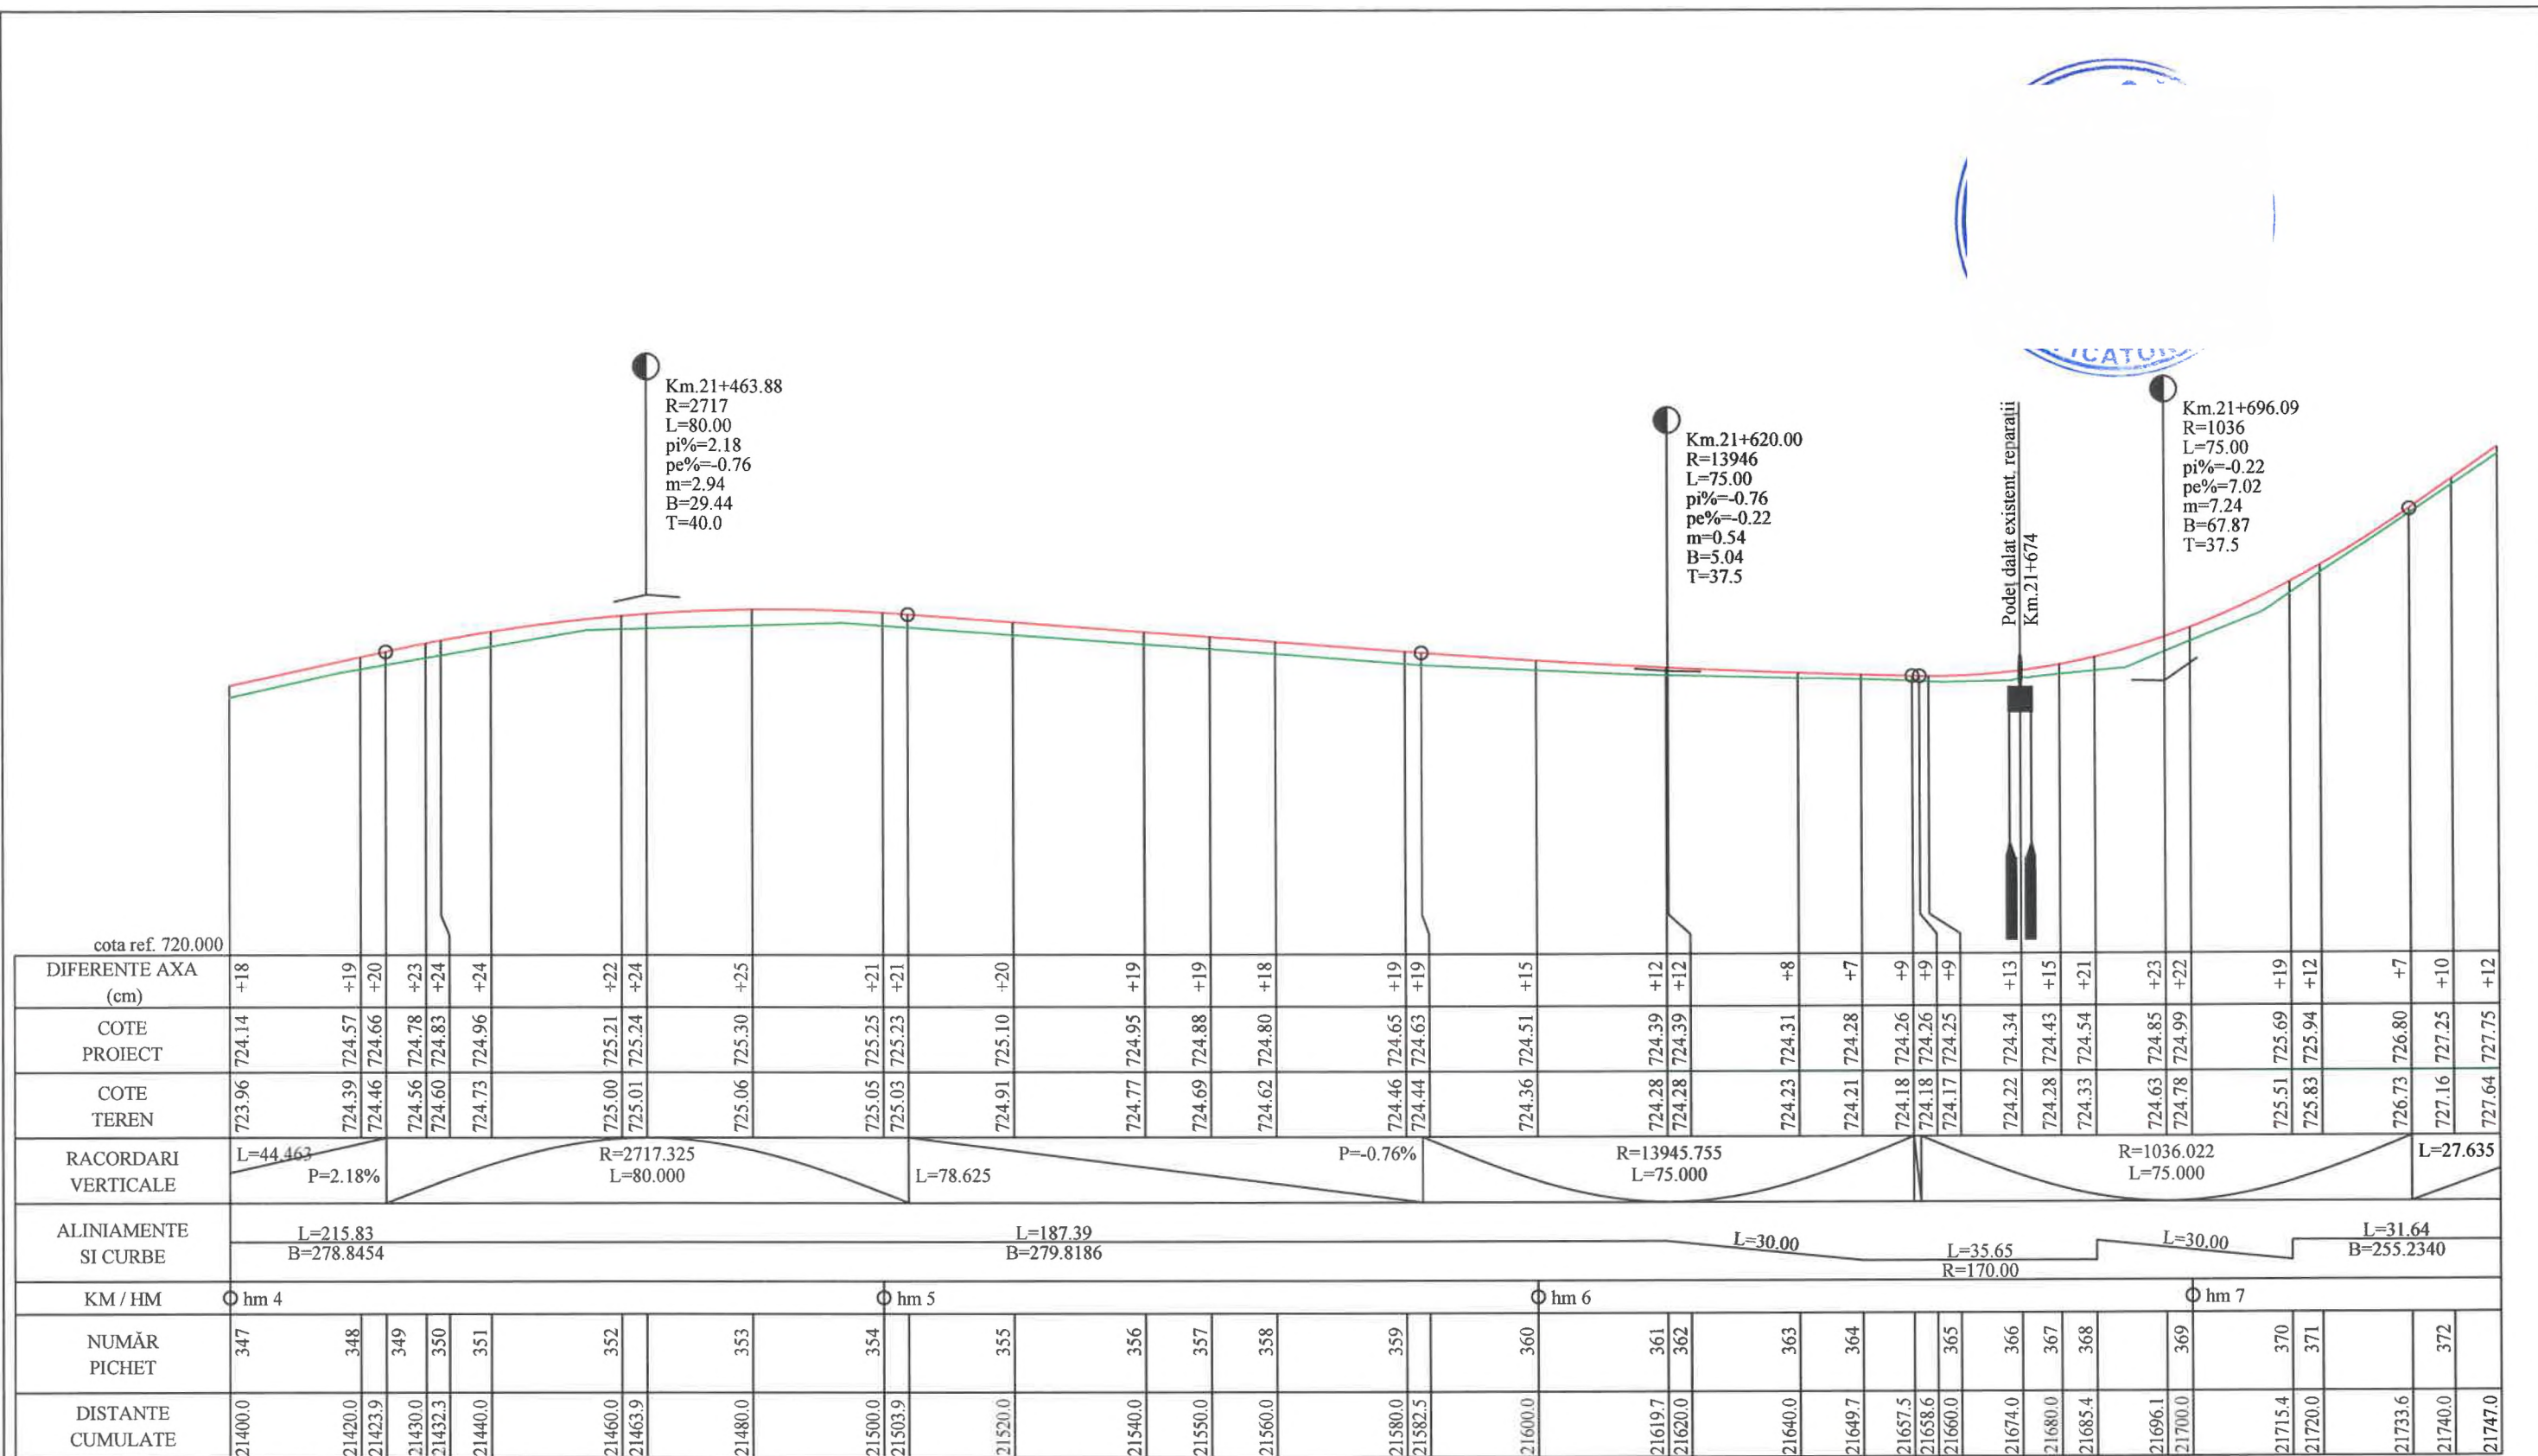 ICATOR
Km.21+463.88
R=2717
L=80.00
pi%=2.18
pe%=-0.76
m=2.94
B=29.44
T=40.0
Km.21+620.00
R=13946
L=75.00
pi%=-0.76
pe%=-0.22
m=0.54
B=5.04
T=37.5
Podeț dalat existent, reparații
Km.21+674
Km.21+696.09
R=1036
L=75.00
pi%=-0.22
pe%=7.02
m=7.24
B=67.87
T=37.5
cota ref. 720.000
DIFERENTE AXA
(cm)
+18 +19 +20 +23 +24 +24 +22 +24 +25 +21 +21 +20 +19 +19 +18 +19 +19 +15 +12 +12 +8 +7 +9 +9 +9 +13 +15 +21 +23 +22 +19 +12 +7 +10 +12
COTE
PROIECT
724.14 724.57 724.66 724.78 724.83 724.96 725.21 725.24 725.30 725.25 725.23 725.10 724.95 724.88 724.80 724.65 724.63 724.51 724.39 724.39 724.31 724.28 724.26 724.26 724.25 724.34 724.43 724.54 724.85 724.99 725.69 725.94 726.80 727.25 727.75
COTE
TEREN
723.96 724.39 724.46 724.56 724.60 724.73 725.00 725.01 725.06 725.05 725.03 724.91 724.77 724.69 724.62 724.46 724.44 724.36 724.28 724.28 724.23 724.21 724.18 724.18 724.17 724.22 724.28 724.33 724.63 724.78 725.51 725.83 726.73 727.16 727.64
RACORDARI
VERTICALE
L=44.463
P=2.18%
R=2717.325
L=80.000
L=78.625
P=-0.76%
R=13945.755
L=75.000
R=1036.022
L=75.000
L=27.635
ALINIAMENTE
SI CURBE
L=215.83
B=278.8454
L=187.39
B=279.8186
L=30.00
L=35.65
R=170.00
L=30.00
L=31.64
B=255.2340
KM / HM
hm 4 hm 5 hm 6 hm 7
NUMĂR
PICHET
347 348 349 350 351 352 353 354 355 356 357 358 359 360 361 362 363 364 365 366 367 368 369 370 371 372
DISTANTE
CUMULATE
21400.0 21420.0 21423.9 21430.0 21432.3 21440.0 21460.0 21463.9 21480.0 21500.0 21503.9 21520.0 21540.0 21550.0 21560.0 21580.0 21582.5 21600.0 21619.7 21620.0 21640.0 21649.7 21657.5 21658.6 21660.0 21674.0 21680.0 21685.4 21696.1 21700.0 21715.4 21720.0 21733.6 21740.0 21747.0